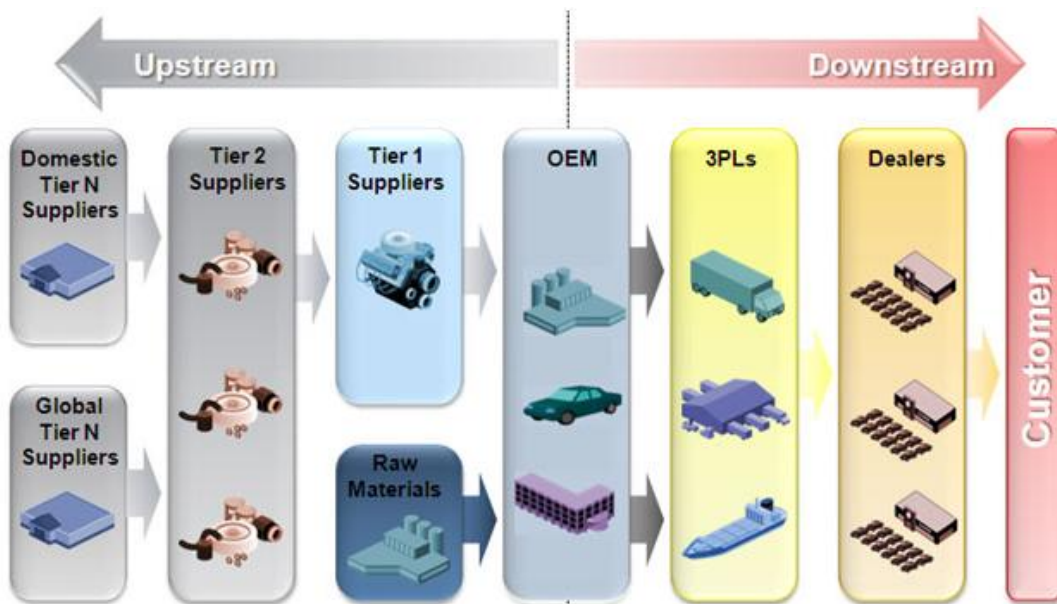 Upstream
Downstream
Domestic
Tier N
Suppliers
Tier 2
Suppliers
Tier 1
Suppliers
OEM
3PLs
Dealers
Customer
Global
Tier N
Suppliers
Raw
Materials